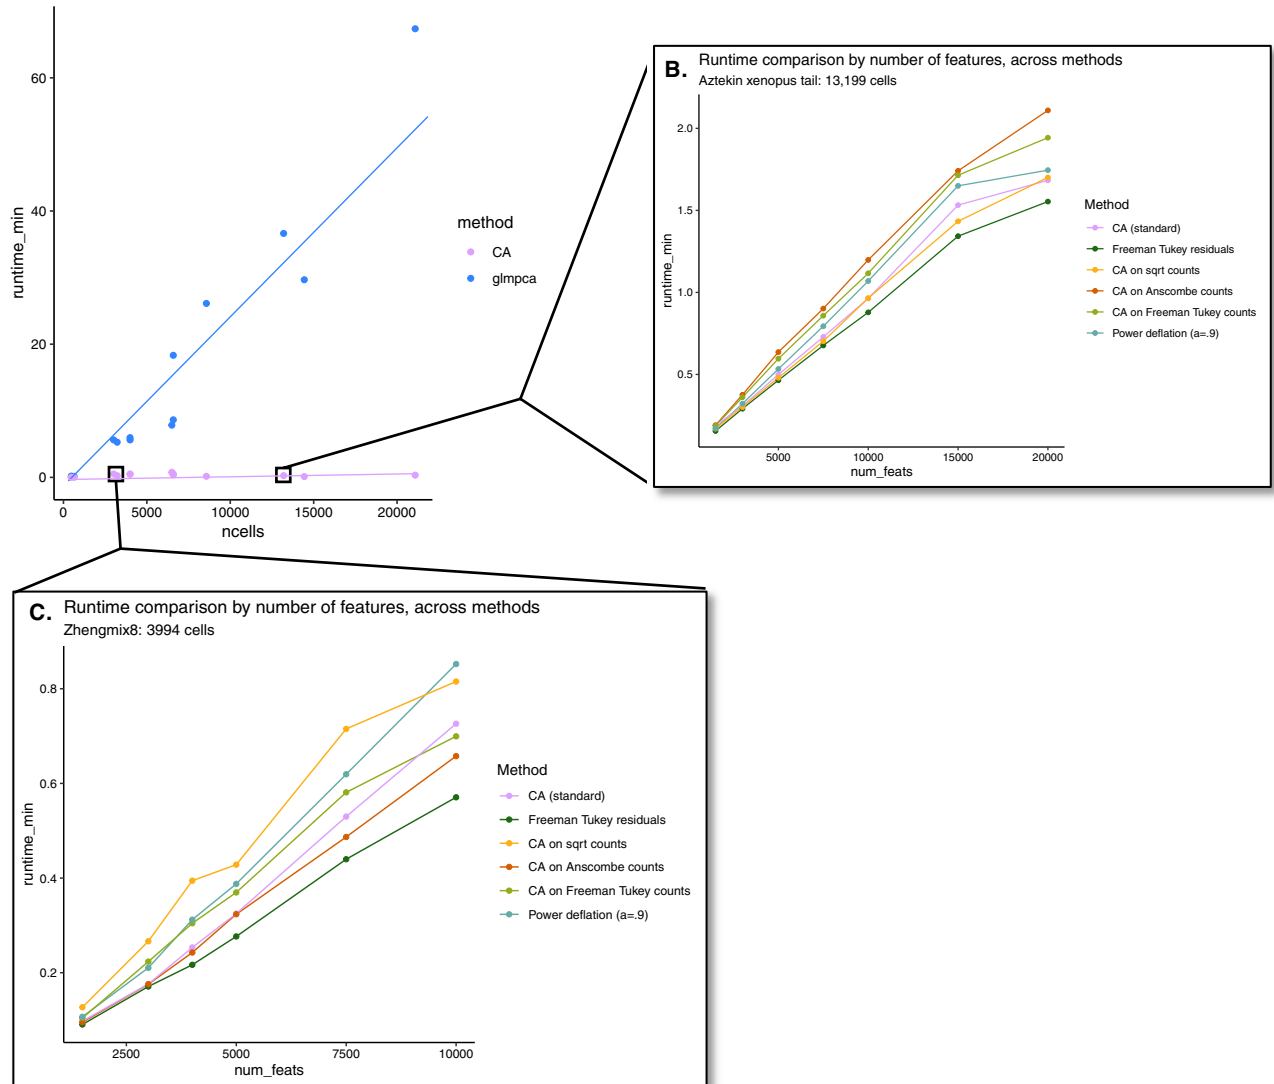 60
40
20
0
runtime_min
0 5000 10000 15000 20000
ncells
method
CA
glmpca
B. Runtime comparison by number of features, across methods
Aztekin xenopus tail: 13,199 cells
2.0
1.5
1.0
0.5
runtime_min
5000 10000 15000 20000
num_feats
Method
CA (standard)
Freeman Tukey residuals
CA on sqrt counts
CA on Anscombe counts
CA on Freeman Tukey counts
Power deflation (a=.9)
C. Runtime comparison by number of features, across methods
Zhengmix8: 3994 cells
0.8
0.6
0.4
0.2
runtime_min
2500 5000 7500 10000
num_feats
Method
CA (standard)
Freeman Tukey residuals
CA on sqrt counts
CA on Anscombe counts
CA on Freeman Tukey counts
Power deflation (a=.9)